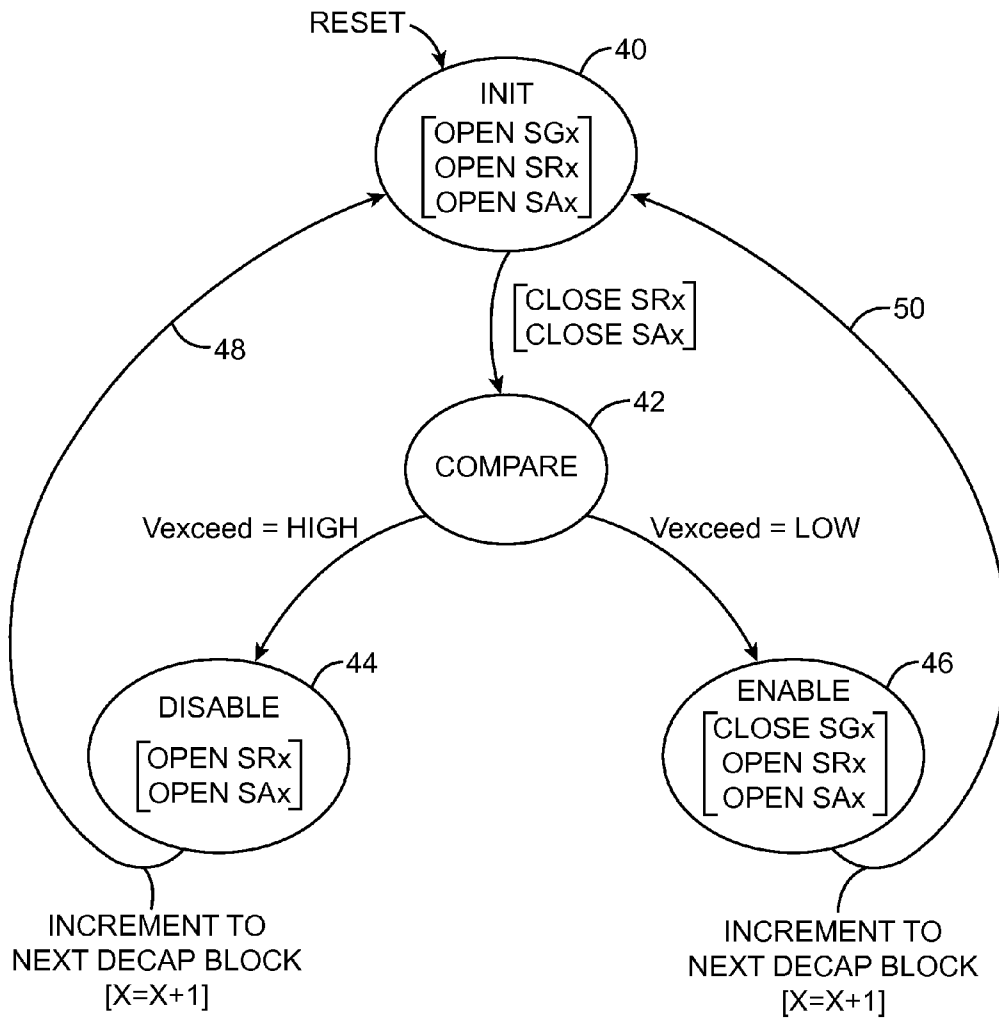 RESET
40
INIT
OPEN SGx
OPEN SRx
OPEN SAx
CLOSE SRx
CLOSE SAx
48
50
42
COMPARE
Vexceed = HIGH
Vexceed = LOW
44
DISABLE
OPEN SRx
OPEN SAx
46
ENABLE
CLOSE SGx
OPEN SRx
OPEN SAx
INCREMENT TO
NEXT DECAP BLOCK
[X=X+1]
INCREMENT TO
NEXT DECAP BLOCK
[X=X+1]